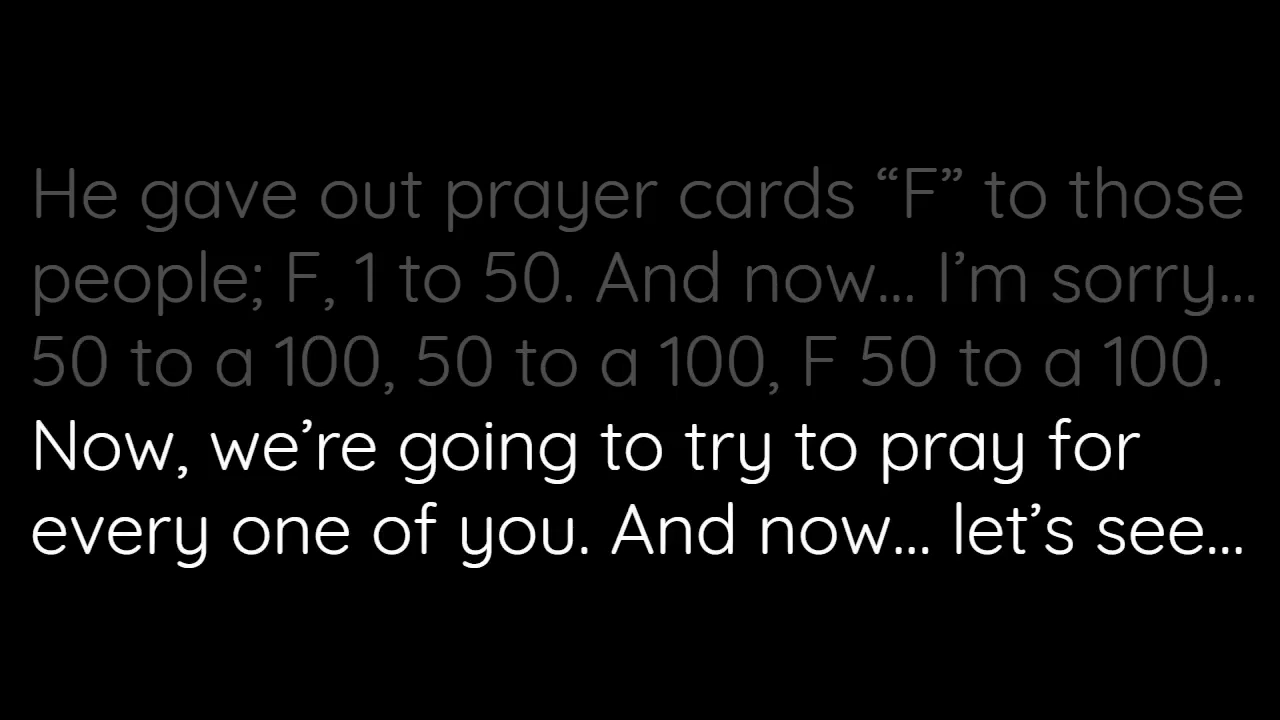 He gave out prayer cards “F” to those
people; F, 1 to 50. And now... I’m sorry...
50 to a 100, 50 to a 100, F 50 to a 100.
Now, we’re going to try to pray for
every one of you. And now... let’s see...